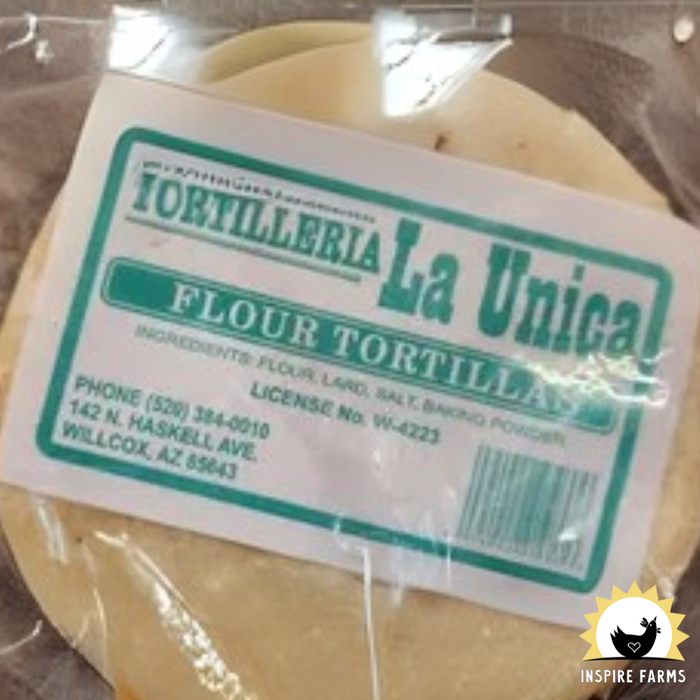 TORTILLERIA La Unica
FLOUR TORTILLAS
INGREDIENTS: FLOUR, LARD, SALT, BAKING POWDER.
LICENSE No. W-4223
PHONE (520) 384-0010
142 N. HASKELL AVE.
WILLCOX, AZ 85643
INSPIRE FARMS